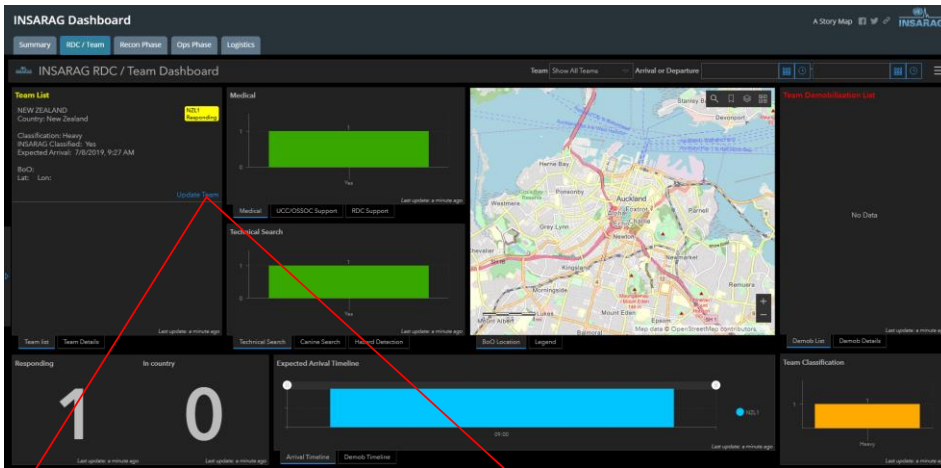 INSARAG Dashboard
A Story Map
INSARAG
Summary
RDC / Team
Recon Phase
Ops Phase
Logistics
INSARAG RDC / Team Dashboard
Team
Show All Teams
Arrival or Departure
Team List
NEW ZEALAND
Country: New Zealand
NZL1
Responding
Classification: Heavy
INSARAG Classified: Yes
Expected Arrival: 7/8/2019, 9:27 AM
BoO:
Lat: Lon:
Update Team
Last update: a minute ago
Team list
Team Details
Medical
1
1
0
Yes
Last update: a minute ago
Medical
UCC/OSSOC Support
RDC Support
Technical Search
1
1
0
Yes
Last update: a minute ago
Technical Search
Canine Search
Hazard Detection
Stanley B
Devonport
Herne Bay
Ponsonby
Westmere
Auckland
Parnell
Grey Lynn
Newton
Newmarket
Kingsland
Remuera
Morningside
Mount Eden
Mount Albert
Epsom
Balmoral
Map data © OpenStreetMap contributors
BoO Location
Legend
Team Demobilisation List
No Data
Last update: a minute ago
Demob List
Demob Details
Responding
1
Last update: a minute ago
In country
0
Last update: a minute ago
Expected Arrival Timeline
09:00
NZL1
Last update: a minute ago
Arrival Timeline
Demob Timeline
Team Classification
1
1
Heavy
Last update: a minute ago